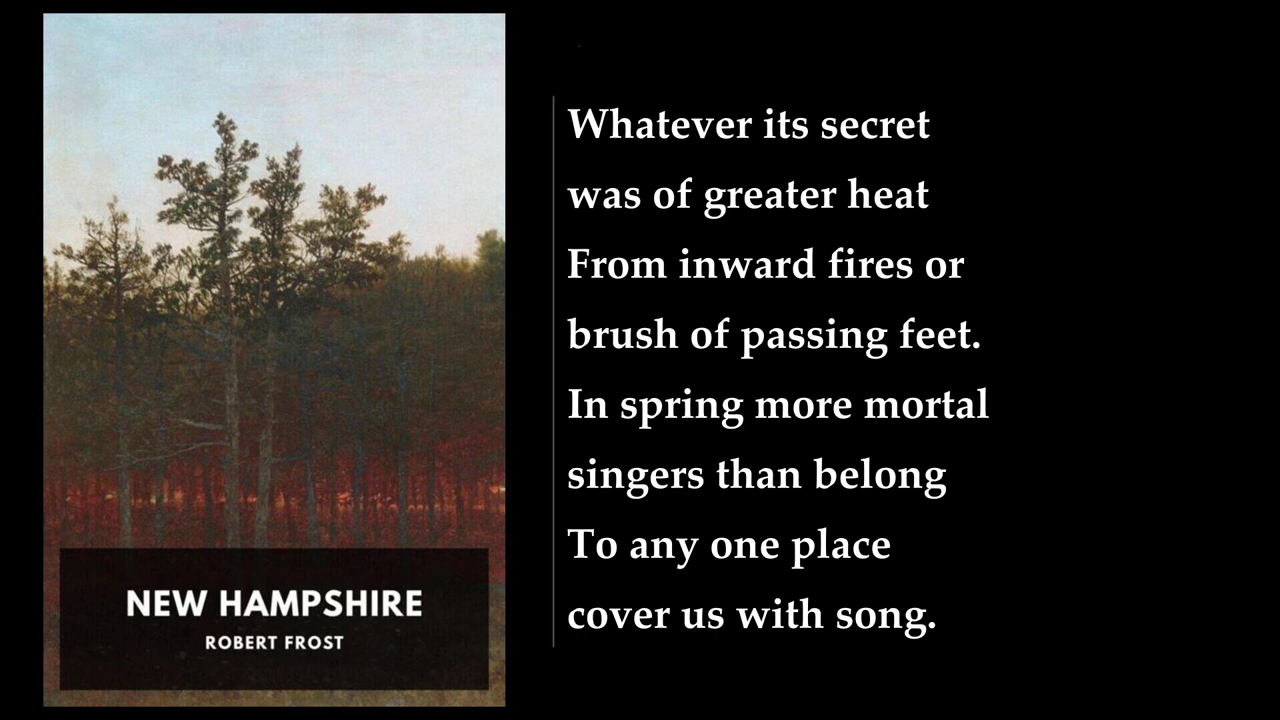 NEW HAMPSHIRE
ROBERT FROST
Whatever its secret
was of greater heat
From inward fires or
brush of passing feet.
In spring more mortal
singers than belong
To any one place
cover us with song.